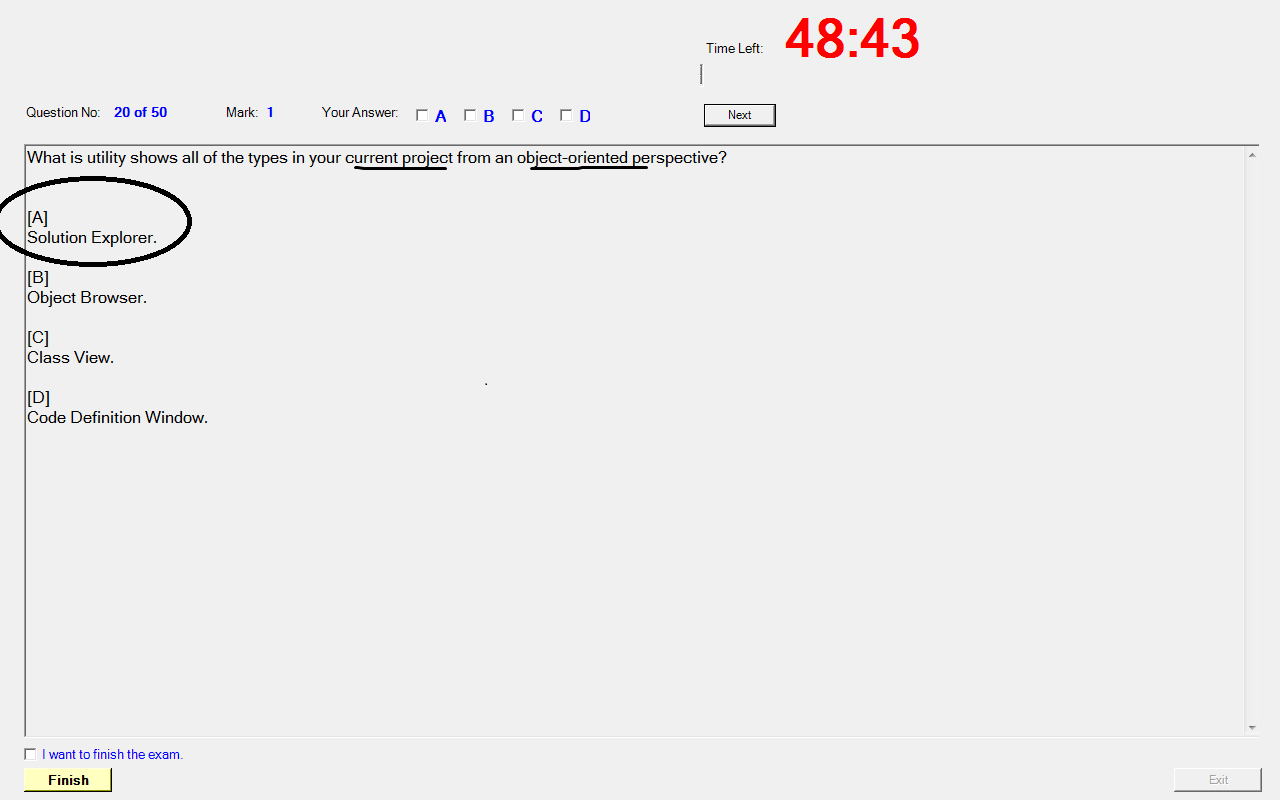 Time Left: 48:43
Question No: 20 of 50 Mark: 1 Your Answer: A B C D Next
What is utility shows all of the types in your current project from an object-oriented perspective?
[A]
Solution Explorer.
[B]
Object Browser.
[C]
Class View.
[D]
Code Definition Window.
I want to finish the exam.
Finish Exit